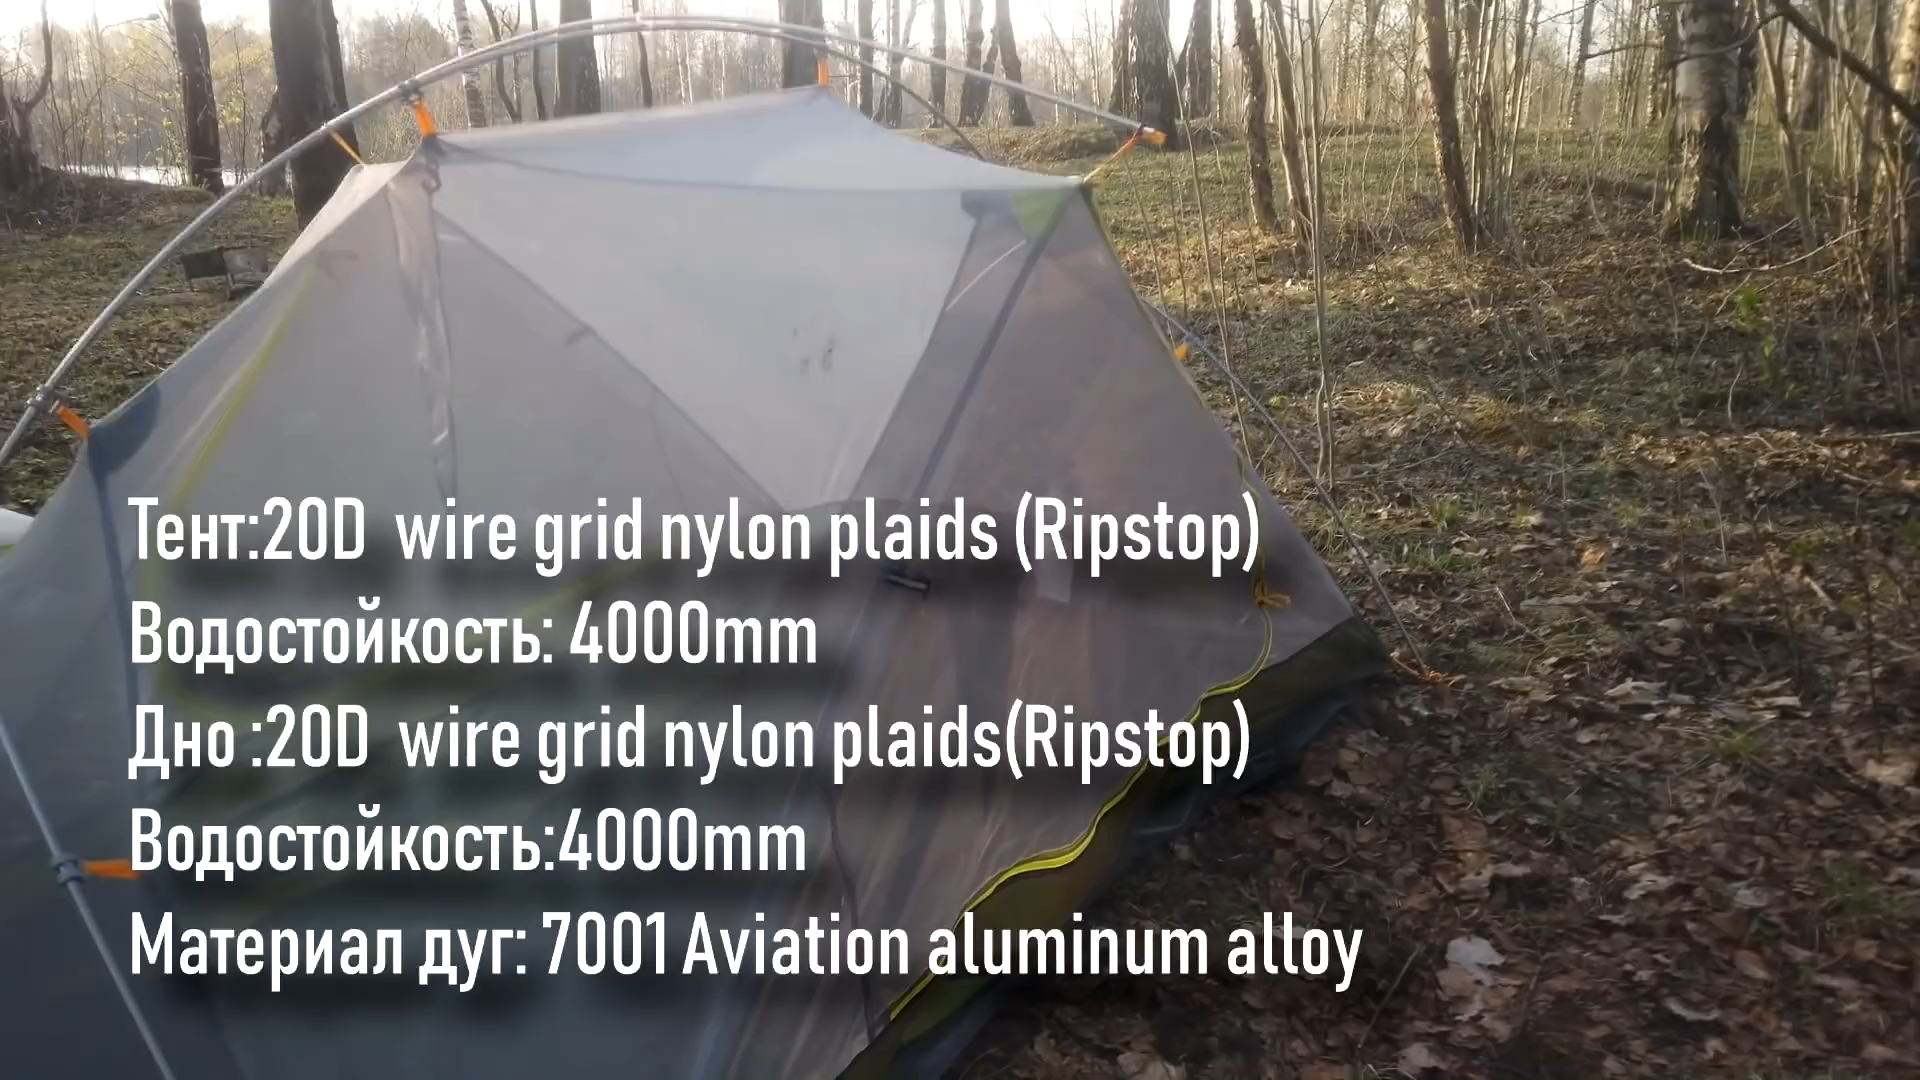 Тент:20D wire grid nylon plaids (Ripstop)
Водостойкость: 4000mm
Дно :20D wire grid nylon plaids(Ripstop)
Водостойкость:4000mm
Материал дуг: 7001 Aviation aluminum alloy